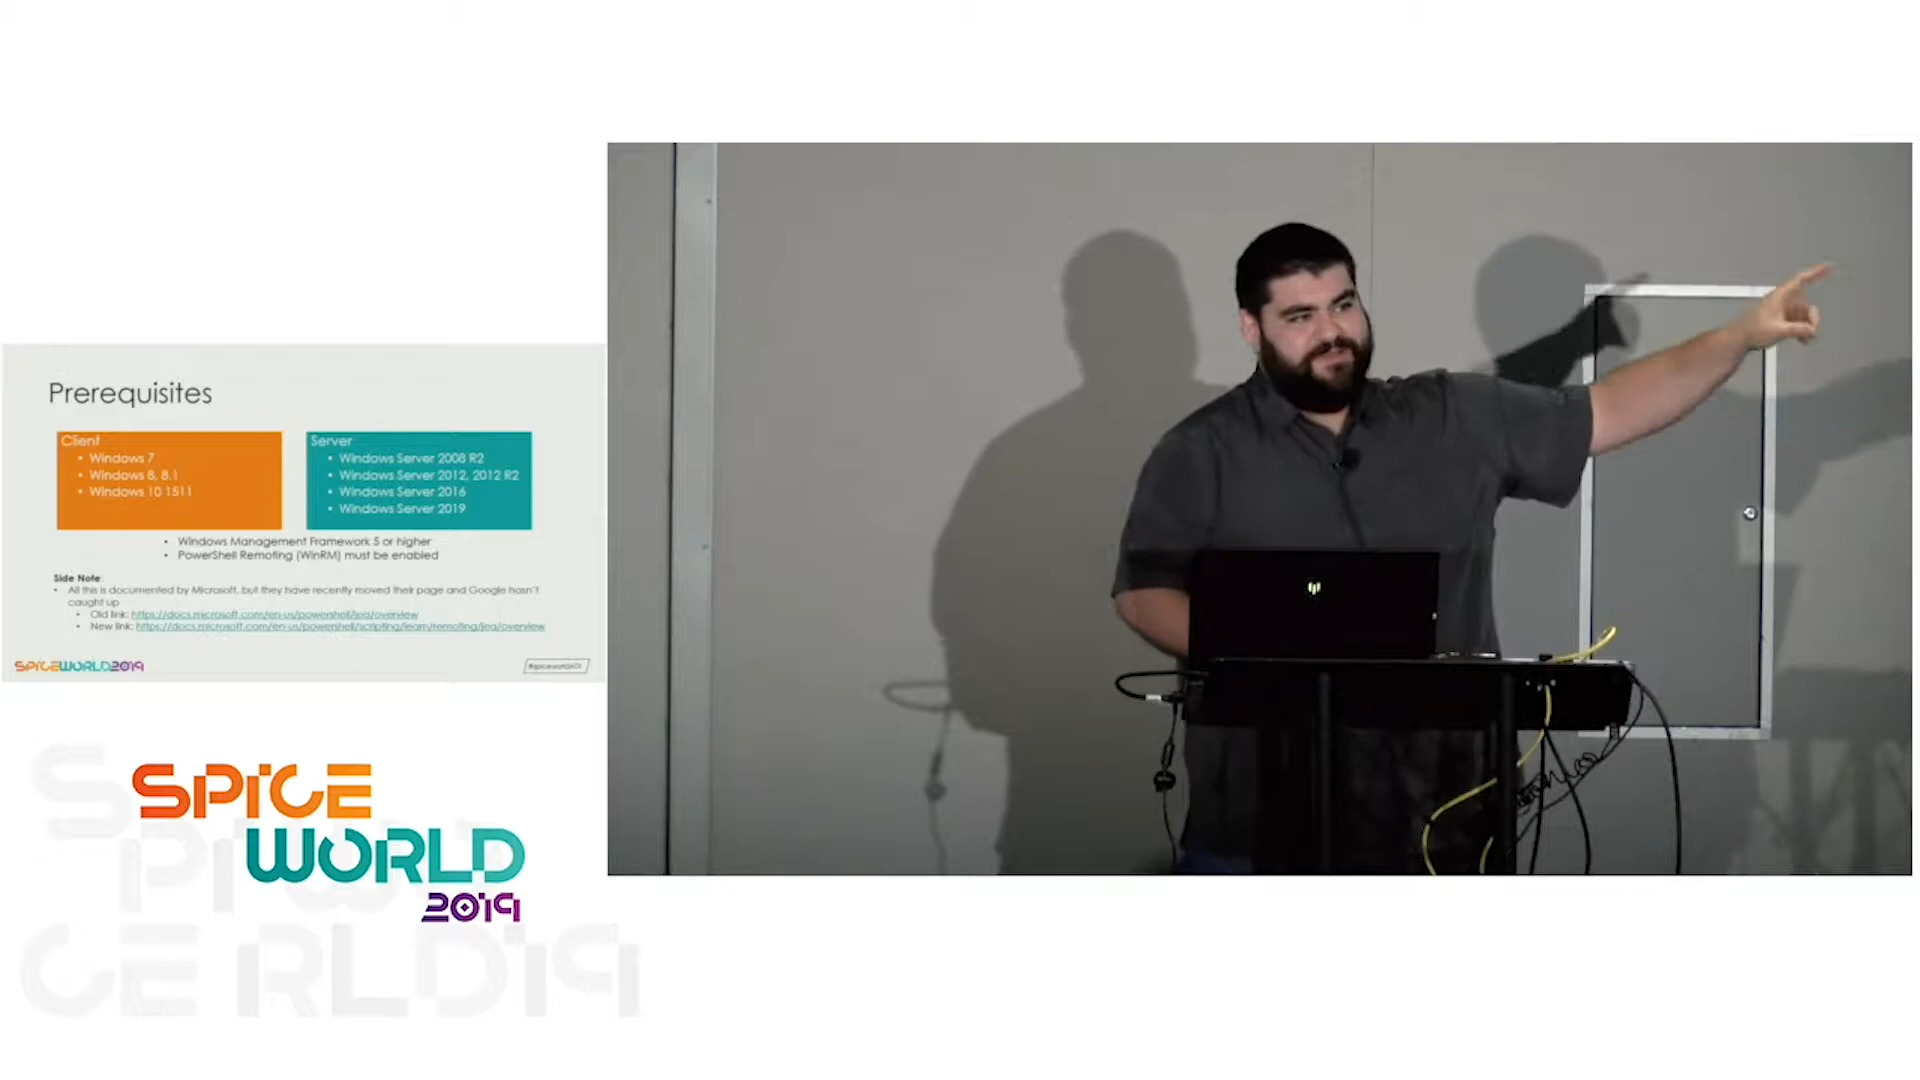 Prerequisites
Client
• Windows 7
• Windows 8, 8.1
• Windows 10 1511
Server
• Windows Server 2008 R2
• Windows Server 2012, 2012 R2
• Windows Server 2016
• Windows Server 2019
• Windows Management Framework 5 or higher
• PowerShell Remoting (WinRM) must be enabled
Side Note:
• All this is documented by Microsoft, but they have recently moved their page and Google hasn't
caught up
• Old link: https://docs.microsoft.com/en-us/powershell/jea/overview
• New link: https://docs.microsoft.com/en-us/powershell/scripting/learn/remoting/jea/overview
SPICEWORLD2019
SPICE
WORLD
2019